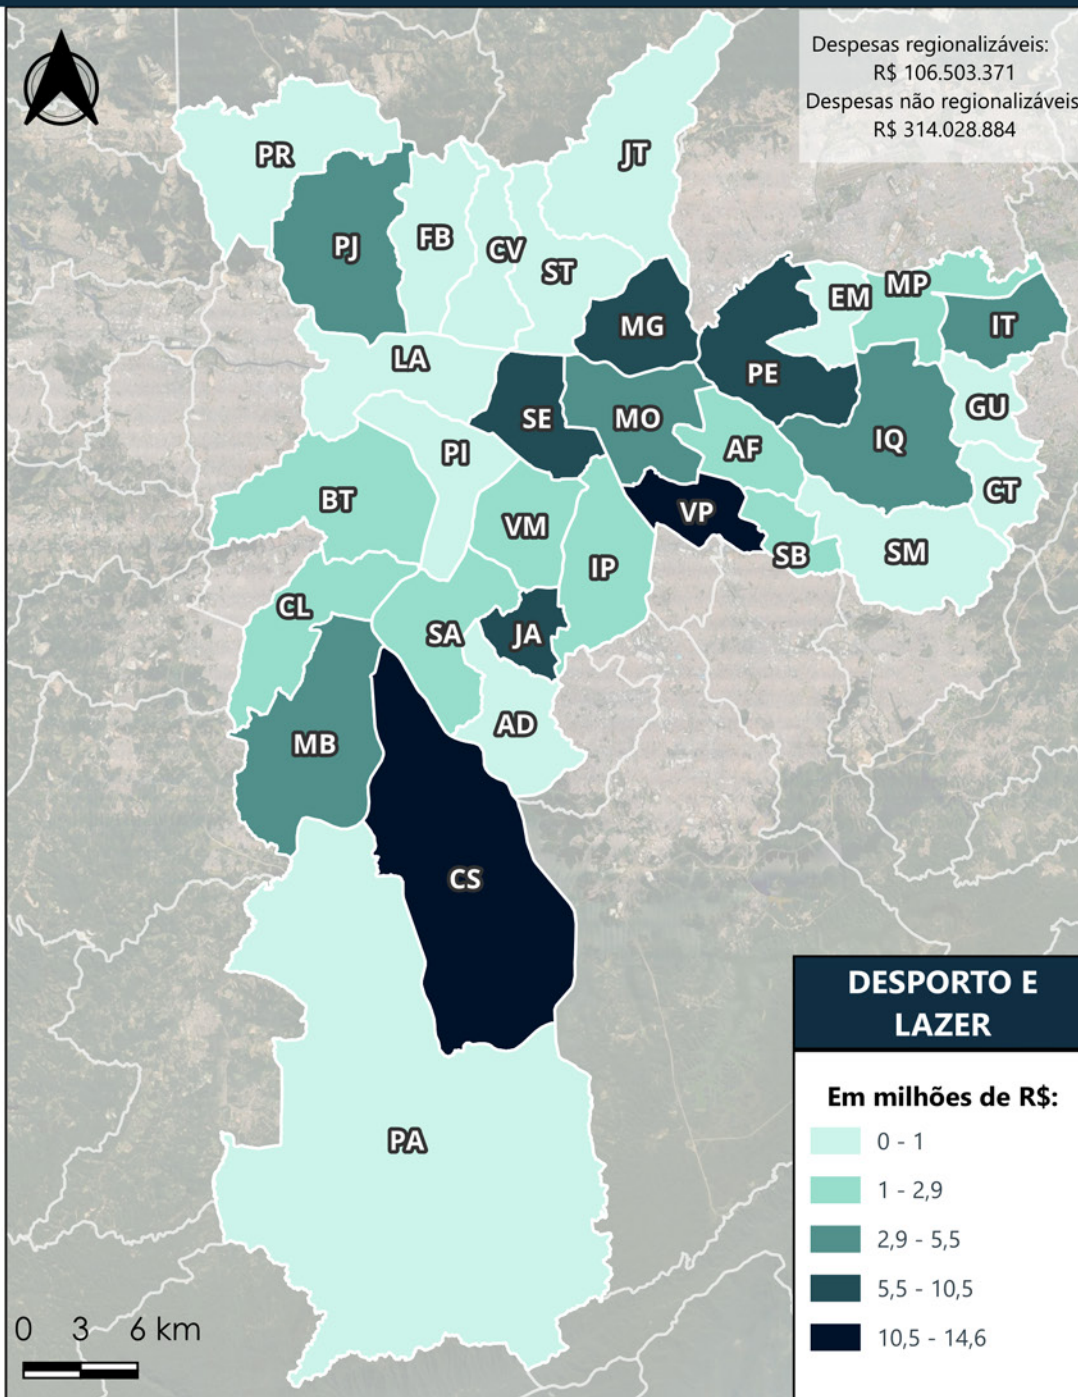 Despesas regionalizáveis:
R$ 106.503.371
Despesas não regionalizáveis
R$ 314.028.884
PR
JT
PJ
FB
CV
ST
EM
MP
IT
MG
LA
PE
GU
SE
MO
IQ
AF
PI
CT
BT
VP
VM
SM
SB
IP
CL
SA
JA
AD
MB
CS
PA
DESPORTO E
LAZER
Em milhões de R$:
0 - 1
1 - 2,9
2,9 - 5,5
5,5 - 10,5
10,5 - 14,6
0 3 6 km